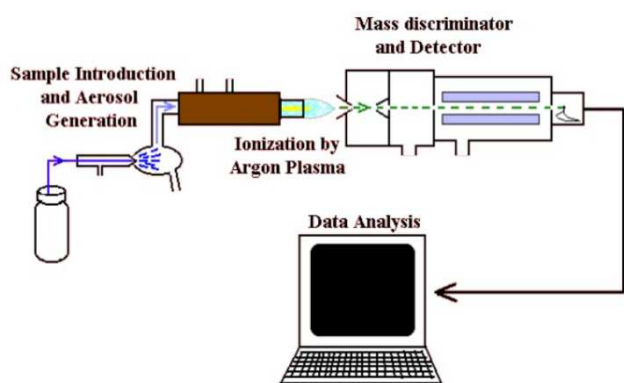 Mass discriminator
and Detector
Sample Introduction
and Aerosol
Generation
Ionization by
Argon Plasma
Data Analysis